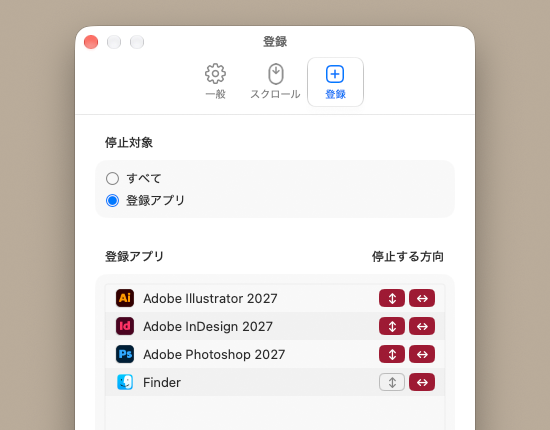 登録
一般
スクロール
登録
停止対象
すべて
登録アプリ
登録アプリ 停止する方向
Ai Adobe Illustrator 2027
Id Adobe InDesign 2027
Ps Adobe Photoshop 2027
Finder